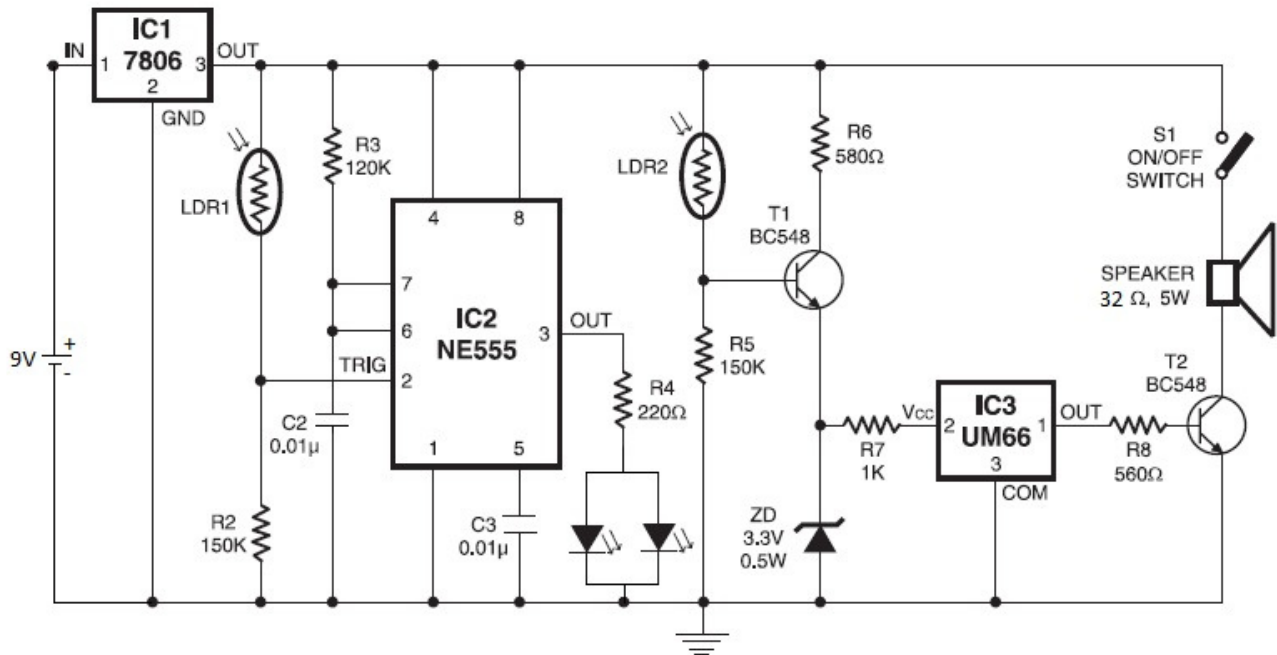 IC1
7806
IN
1
3
OUT
2
GND
9V
+
-
LDR1
R2
150K
R3
120K
C2
0.01µ
TRIG
4
8
7
6
2
3
1
5
IC2
NE555
OUT
C3
0.01µ
R4
220Ω
LDR2
R5
150K
R6
580Ω
T1
BC548
R7
1K
ZD
3.3V
0.5W
Vcc
2
IC3
UM66
1
OUT
3
COM
R8
560Ω
T2
BC548
S1
ON/OFF
SWITCH
SPEAKER
32 Ω, 5W